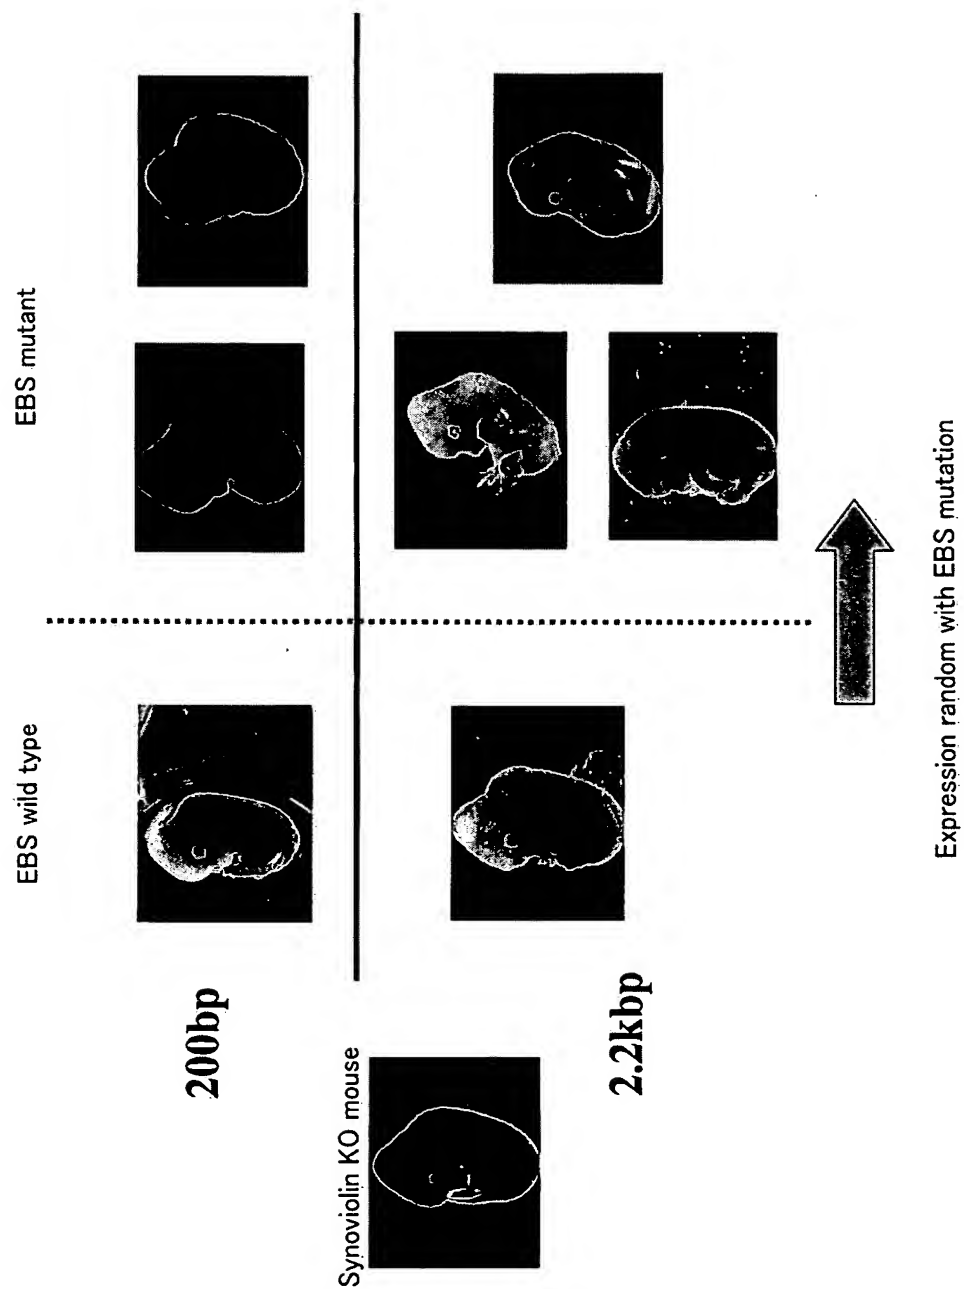 EBS wild type
EBS mutant
200bp
Synoviolin KO mouse
2.2kbp
Expression random with EBS mutation